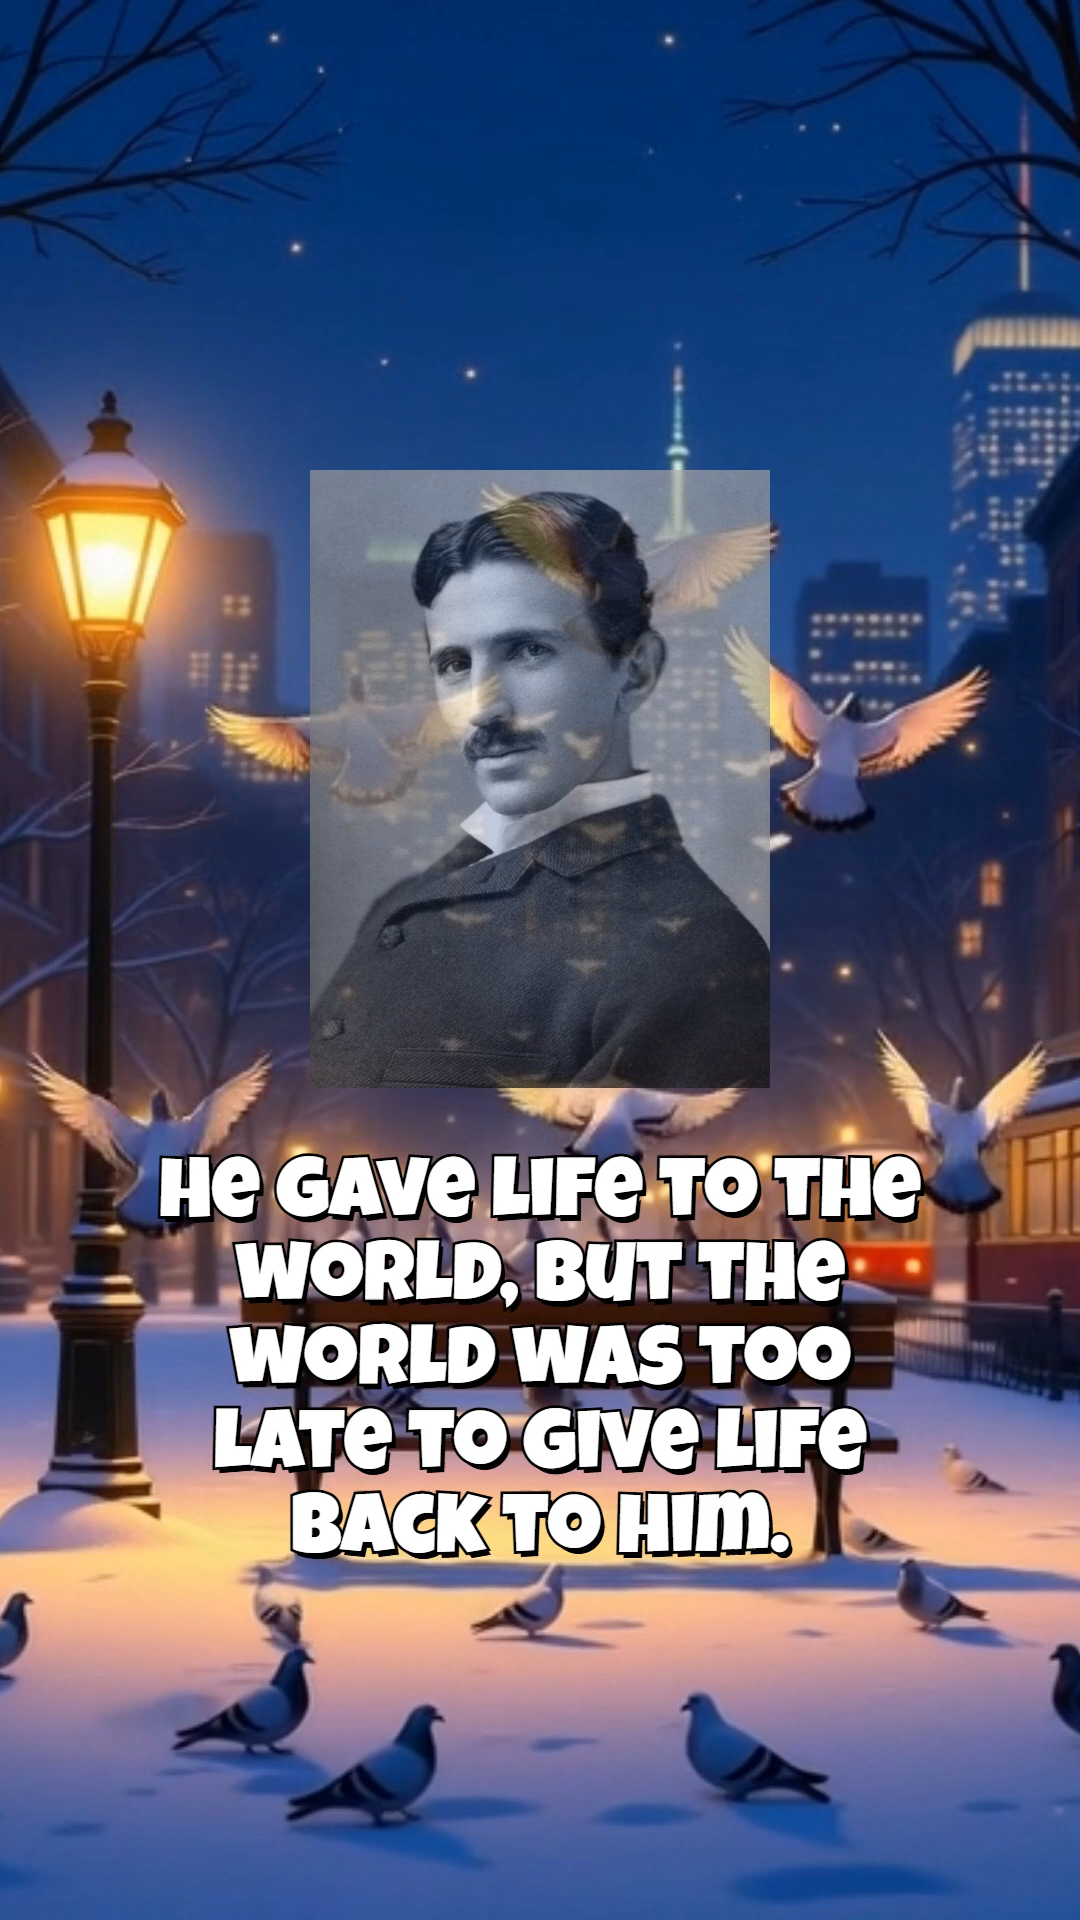 He gave life to the
world, but the
world was too
late to give life
back to him.